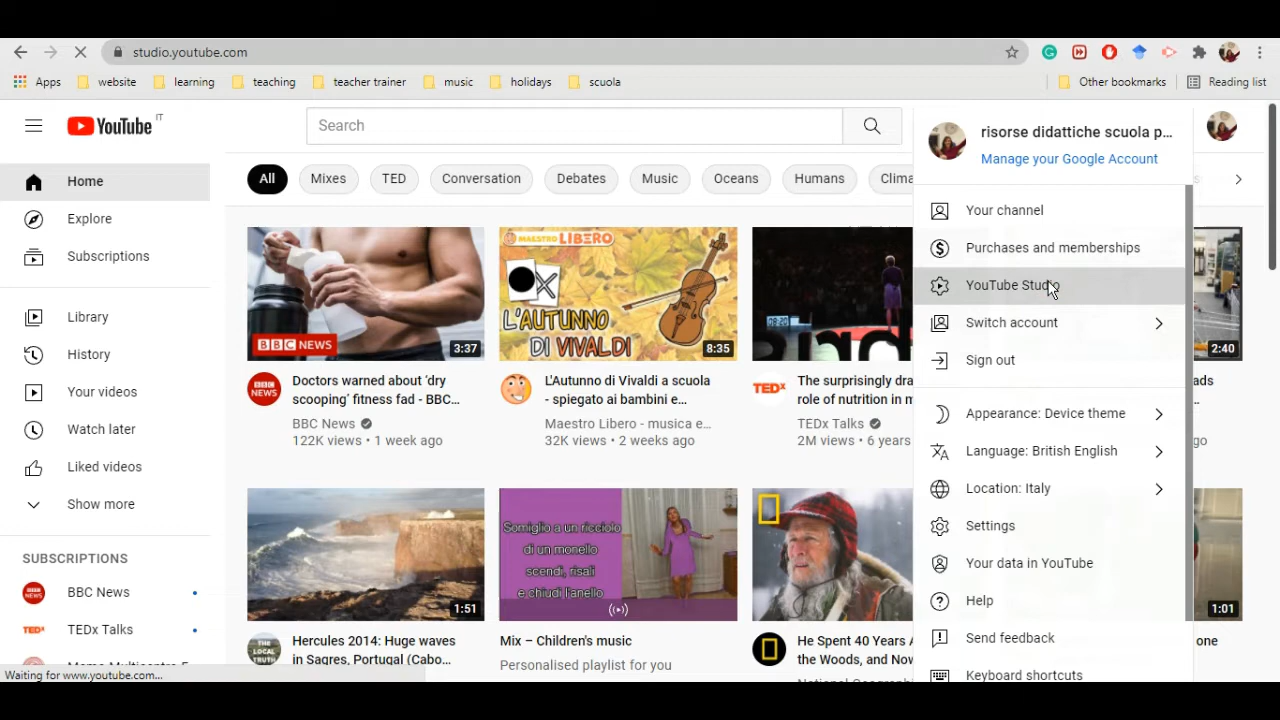 studio.youtube.com
Apps website learning teaching teacher trainer music holidays scuola Other bookmarks Reading list
YouTube IT
Search
Home
Explore
Subscriptions
Library
History
Your videos
Watch later
Liked videos
Show more
SUBSCRIPTIONS
BBC News
TEDx Talks
All Mixes TED Conversation Debates Music Oceans Humans Clima
BBC NEWS
3:37
MAESTRO LIBERO
L'AUTUNNO
DI VIVALDI
8:35
08:20
2:40
BBC NEWS
Doctors warned about 'dry
scooping' fitness fad - BBC...
BBC News
122K views • 1 week ago
L'Autunno di Vivaldi a scuola
- spiegato ai bambini e...
Maestro Libero - musica e...
32K views • 2 weeks ago
TEDx
The surprisingly dra
role of nutrition in m
TEDx Talks
2M views • 6 years
ads
go
1:51
Somiglio a un ricciolo
di un monello
scendi, risali
e chiudi l'anello
1:01
THE LOCAL TRUTH
Hercules 2014: Huge waves
in Sagres, Portugal (Cabo...
Mix – Children's music
Personalised playlist for you
He Spent 40 Years A
the Woods, and Now
one
risorse didattiche scuola p...
Manage your Google Account
Your channel
Purchases and memberships
YouTube Studio
Switch account
Sign out
Appearance: Device theme
Language: British English
Location: Italy
Settings
Your data in YouTube
Help
Send feedback
Keyboard shortcuts
Waiting for www.youtube.com...